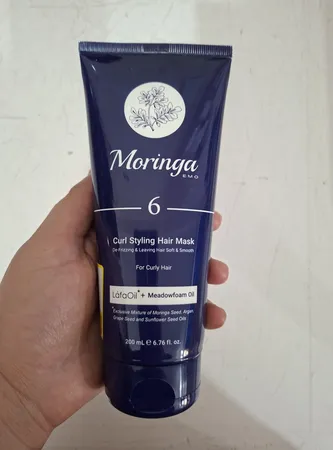 Moringa
EMO
6
Curl Styling Hair Mask
De Frizzing & Leaving Hair Soft & Smooth
For Curly Hair
LáfaOil* + Meadowfoam Oil
*Exclusive Mixture of Moringa Seed, Argan,
Grape Seed and Sunflower Seed Oils
200 mL ℮ 6.76 fl. oz.